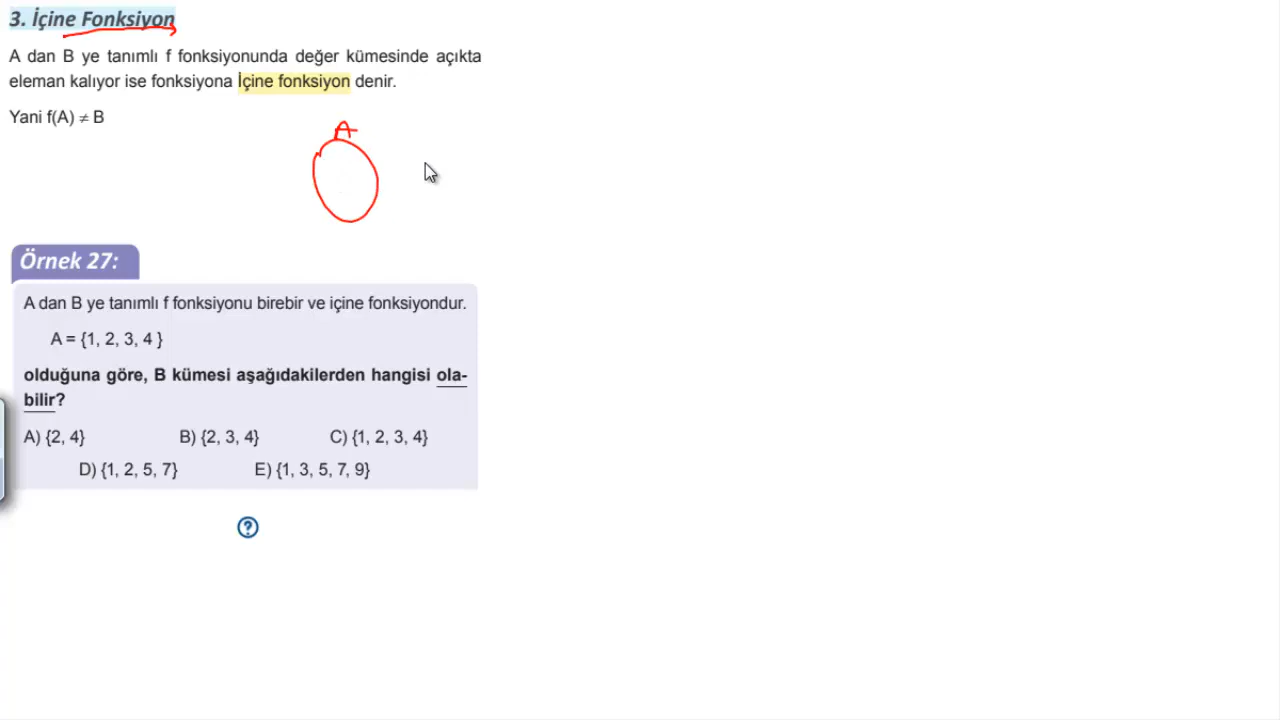 3. İçine Fonksiyon
A dan B ye tanımlı f fonksiyonunda değer kümesinde açıkta
eleman kalıyor ise fonksiyona İçine fonksiyon denir.
Yani f(A) ≠ B
A
Örnek 27:
A dan B ye tanımlı f fonksiyonu birebir ve içine fonksiyondur.
A = {1, 2, 3, 4 }
olduğuna göre, B kümesi aşağıdakilerden hangisi ola-
bilir?
A) {2, 4} B) {2, 3, 4} C) {1, 2, 3, 4}
D) {1, 2, 5, 7} E) {1, 3, 5, 7, 9}
?